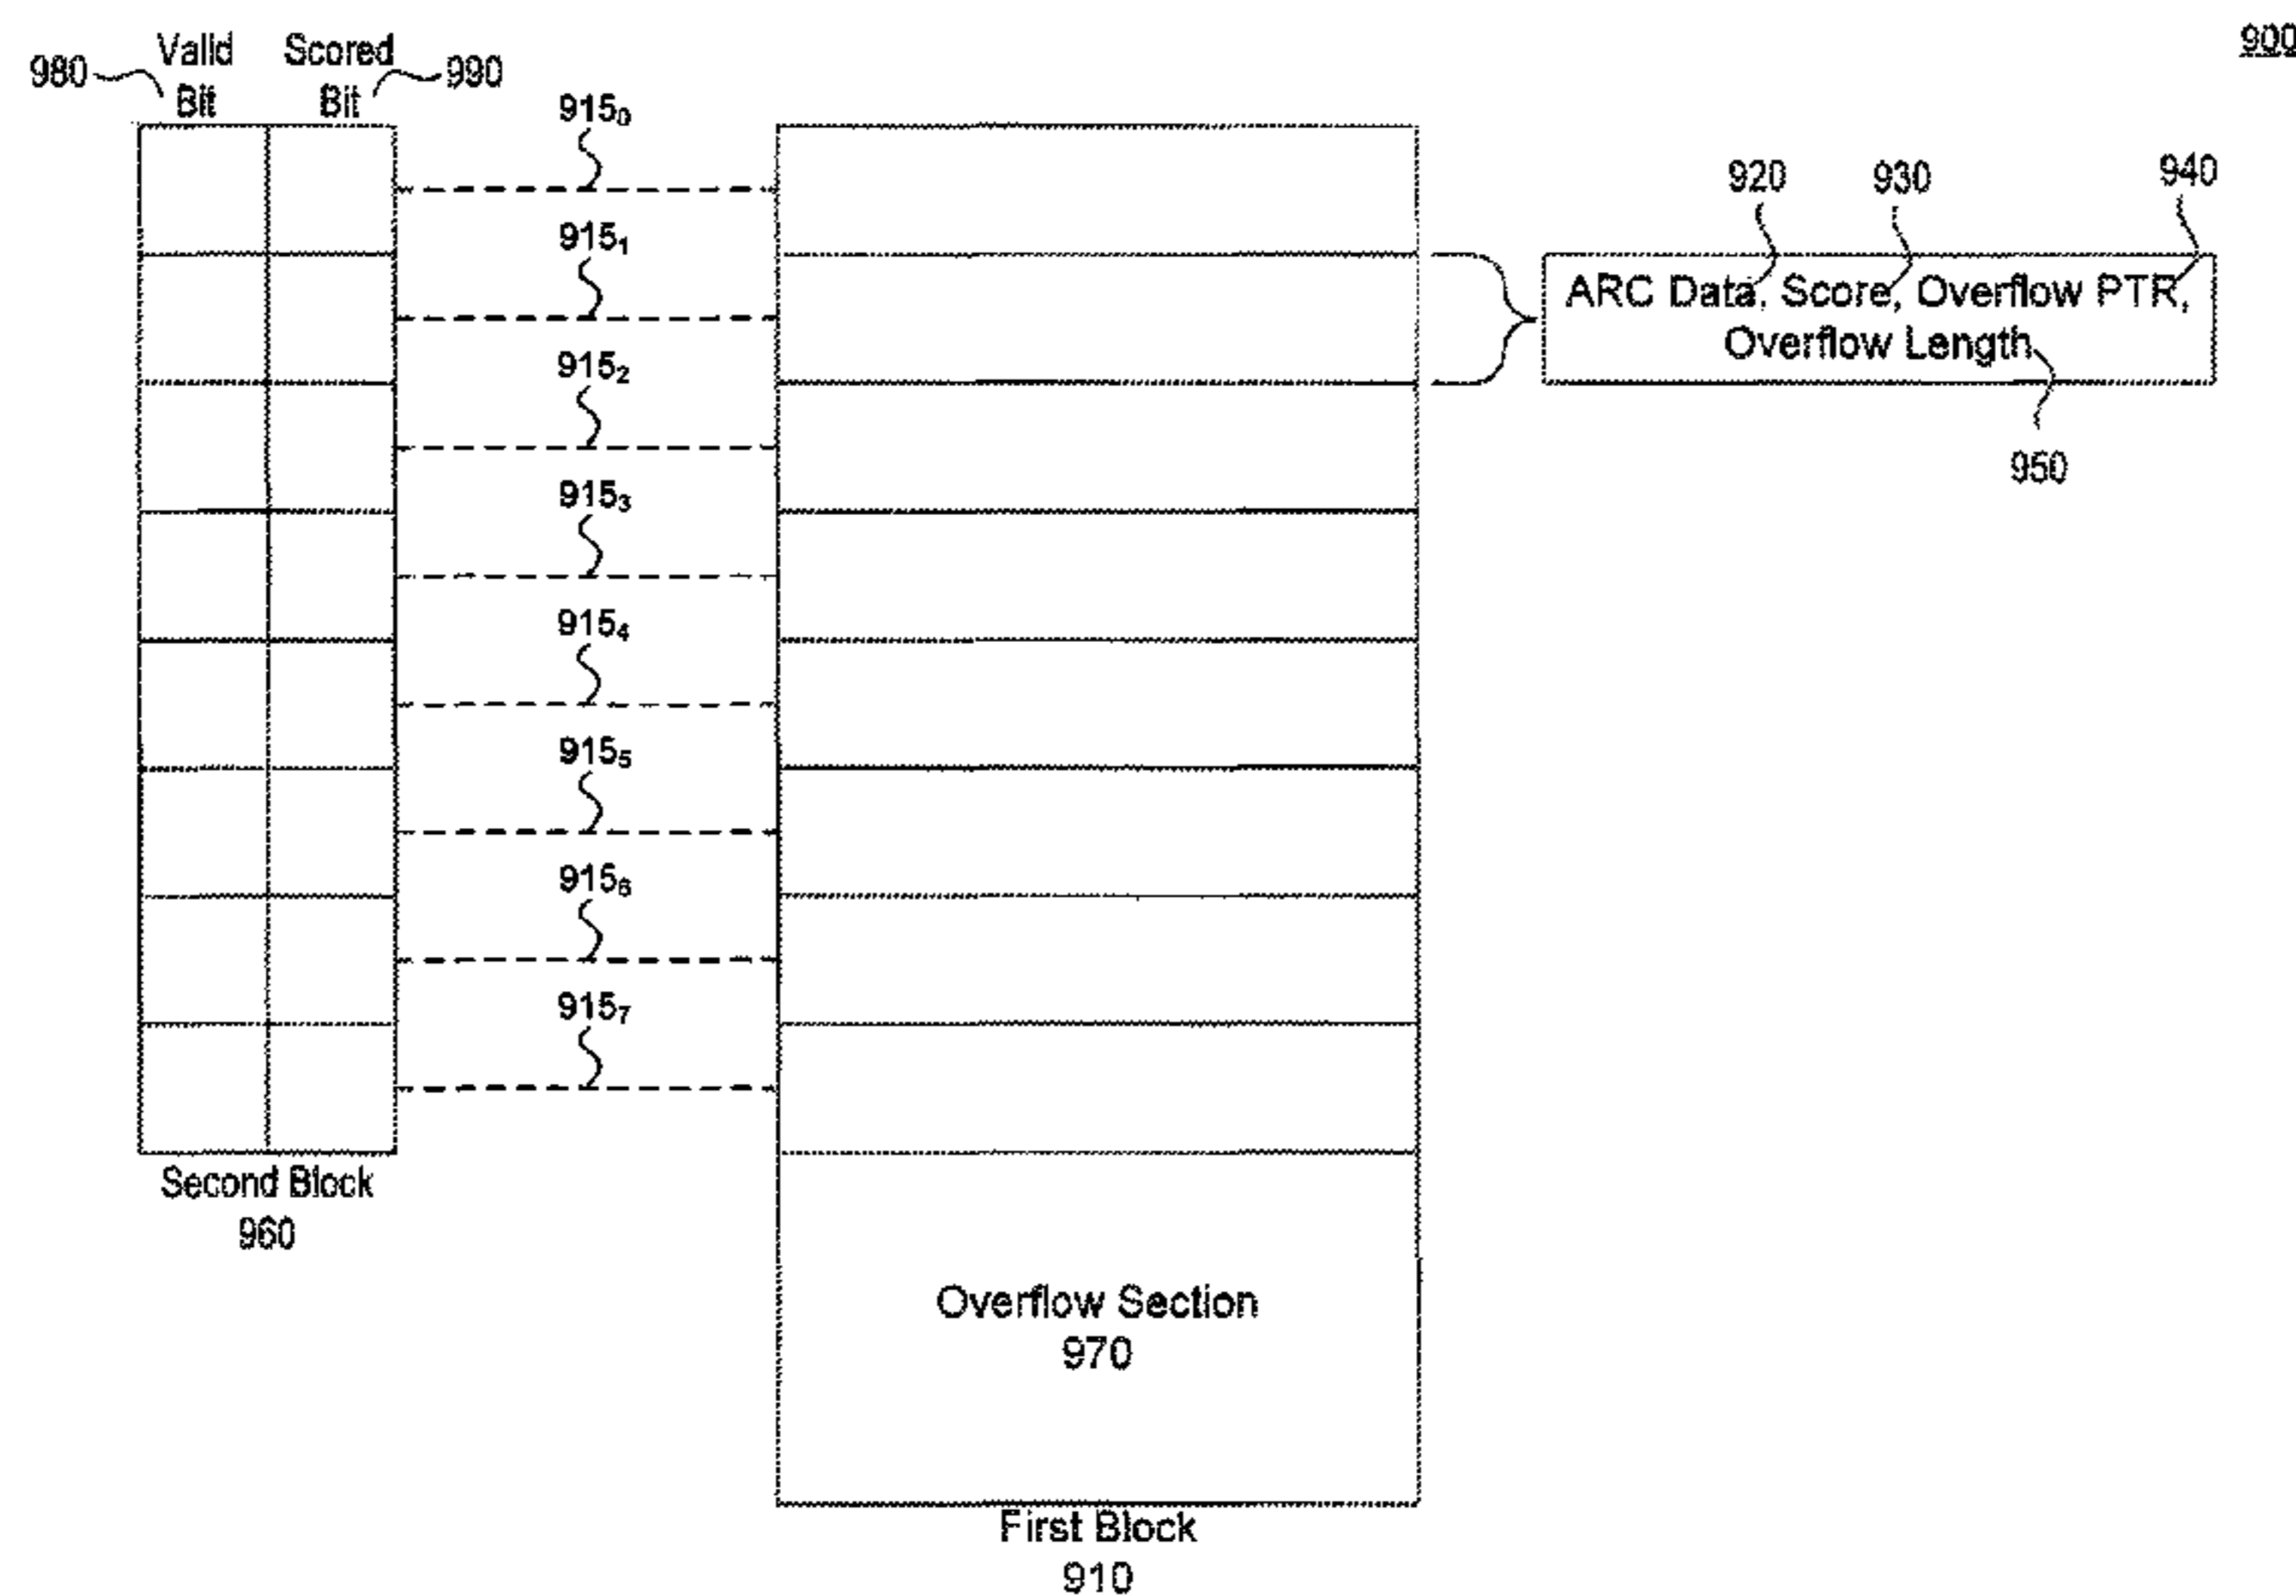 900
Valid Scored
980 Bit Bit 990
915₀
915₁
915₂
915₃
915₄
915₅
915₆
915₇
920 930 940
ARC Data, Score, Overflow PTR,
Overflow Length
950
Second Block
960
Overflow Section
970
First Block
910